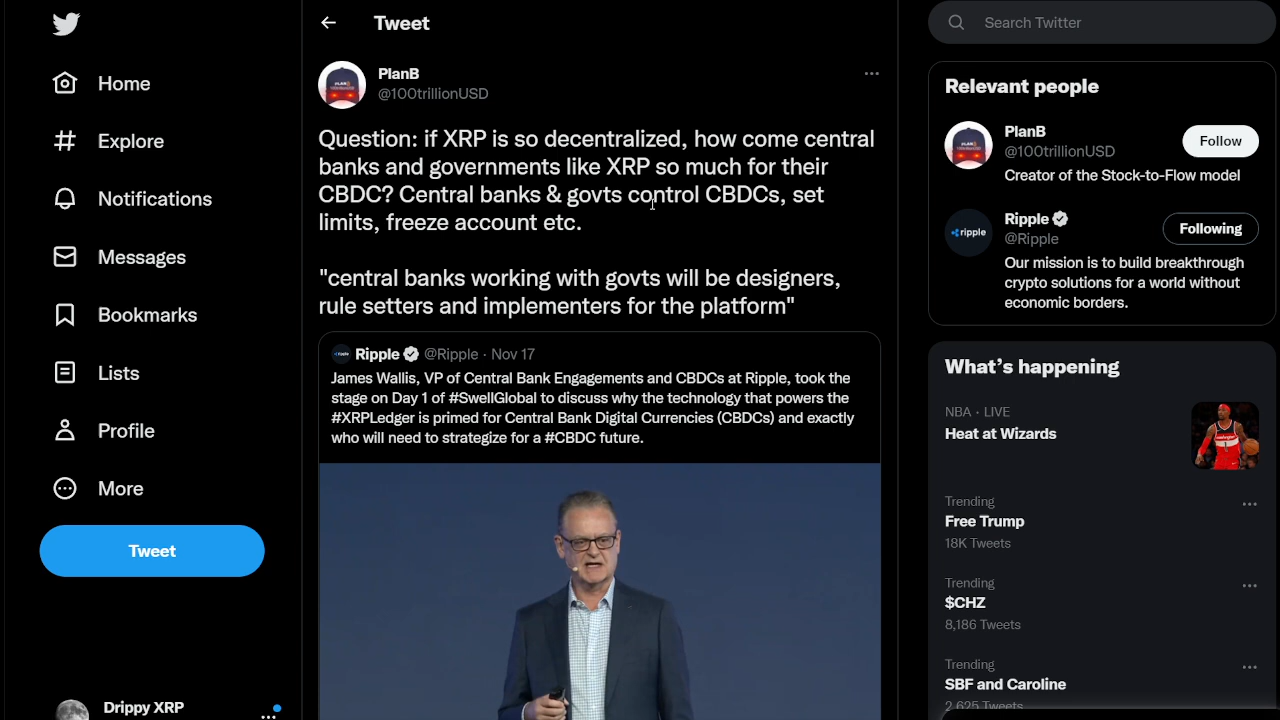 Tweet
Search Twitter
Home
Explore
Notifications
Messages
Bookmarks
Lists
Profile
More
Tweet
Drippy XRP
PlanB
@100trillionUSD
Question: if XRP is so decentralized, how come central
banks and governments like XRP so much for their
CBDC? Central banks & govts control CBDCs, set
limits, freeze account etc.
"central banks working with govts will be designers,
rule setters and implementers for the platform"
Ripple @Ripple · Nov 17
James Wallis, VP of Central Bank Engagements and CBDCs at Ripple, took the
stage on Day 1 of #SwellGlobal to discuss why the technology that powers the
#XRPLedger is primed for Central Bank Digital Currencies (CBDCs) and exactly
who will need to strategize for a #CBDC future.
Relevant people
PlanB
@100trillionUSD
Follow
Creator of the Stock-to-Flow model
ripple
Ripple
@Ripple
Following
Our mission is to build breakthrough
crypto solutions for a world without
economic borders.
What's happening
NBA · LIVE
Heat at Wizards
Trending
Free Trump
18K Tweets
Trending
$CHZ
8,186 Tweets
Trending
SBF and Caroline
2,625 Tweets